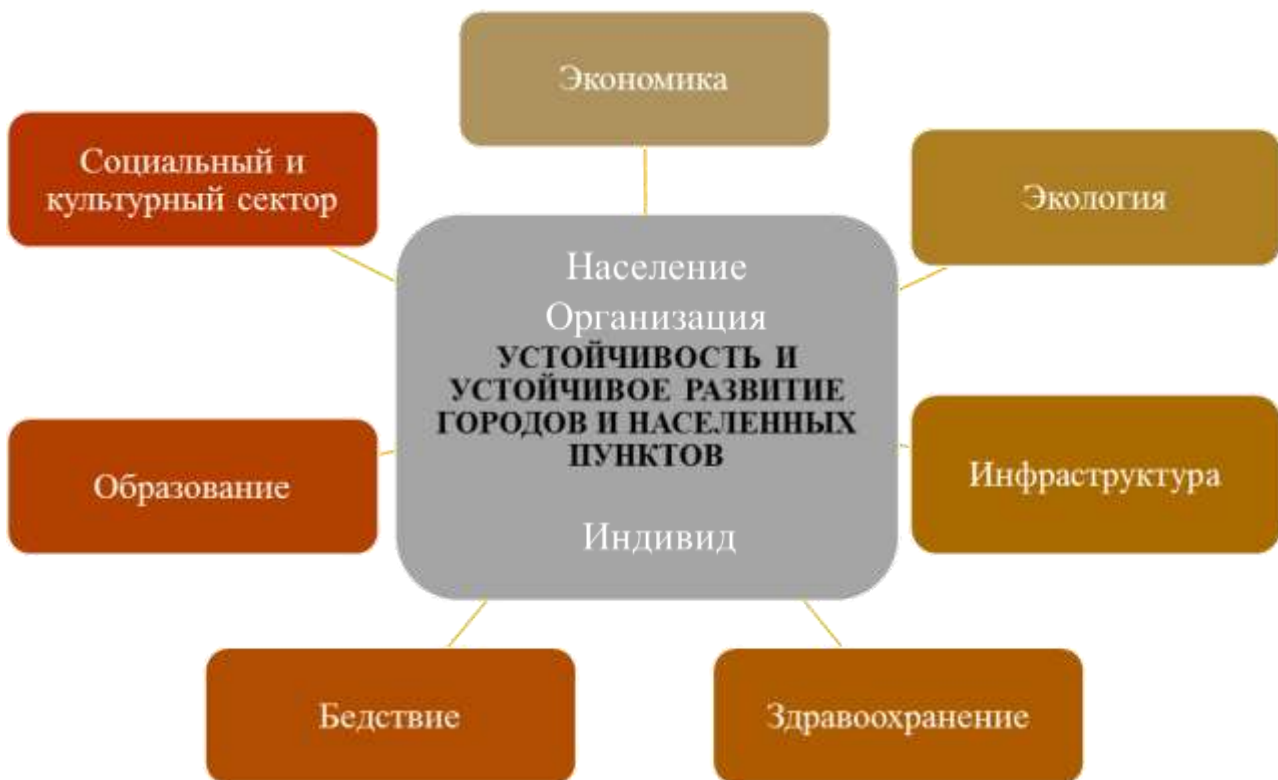 Экономика
Социальный и
культурный сектор
Экология
Население
Организация
УСТОЙЧИВОСТЬ И
УСТОЙЧИВОЕ РАЗВИТИЕ
ГОРОДОВ И НАСЕЛЕННЫХ
ПУНКТОВ
Индивид
Образование
Инфраструктура
Бедствие
Здравоохранение